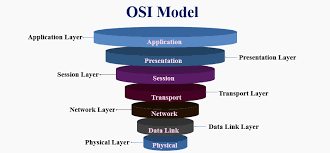 OSI Model
Application Layer
Application
Presentation
Presentation Layer
Session Layer
Session
Transport
Transport Layer
Network Layer
Network
Data Link
Data Link Layer
Physical Layer
Physical